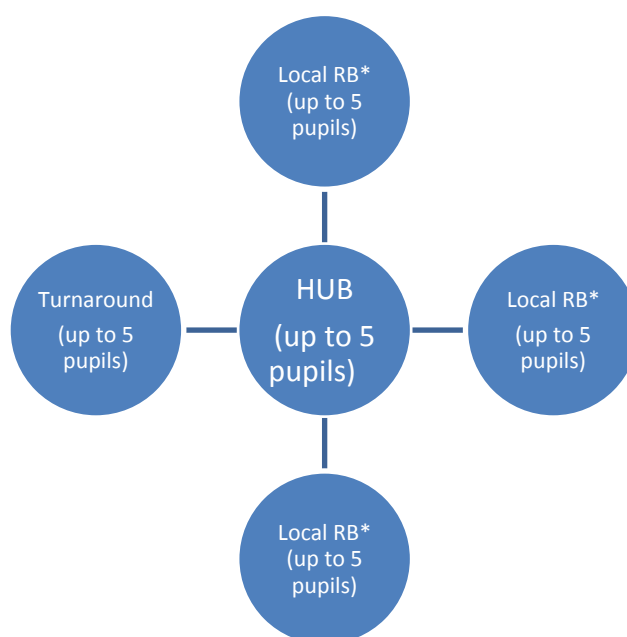 Local RB*
(up to 5
pupils)
Turnaround
(up to 5
pupils)
HUB
(up to 5
pupils)
Local RB*
(up to 5
pupils)
Local RB*
(up to 5
pupils)